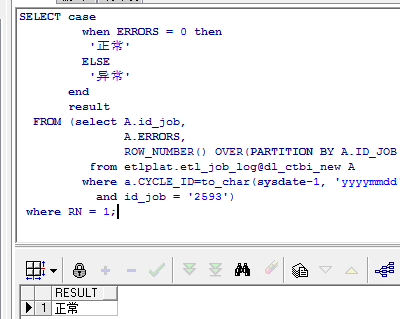 SELECT case
when ERRORS = 0 then
'正常'
ELSE
'异常'
end
result
FROM (select A.id_job,
A.ERRORS,
ROW_NUMBER() OVER(PARTITION BY A.ID_JOB
from etlplat.etl_job_log@dl_ctbi_new A
where a.CYCLE_ID=to_char(sysdate-1, 'yyyymmdd'
and id_job = '2593')
where RN = 1;
RESULT
1 正常